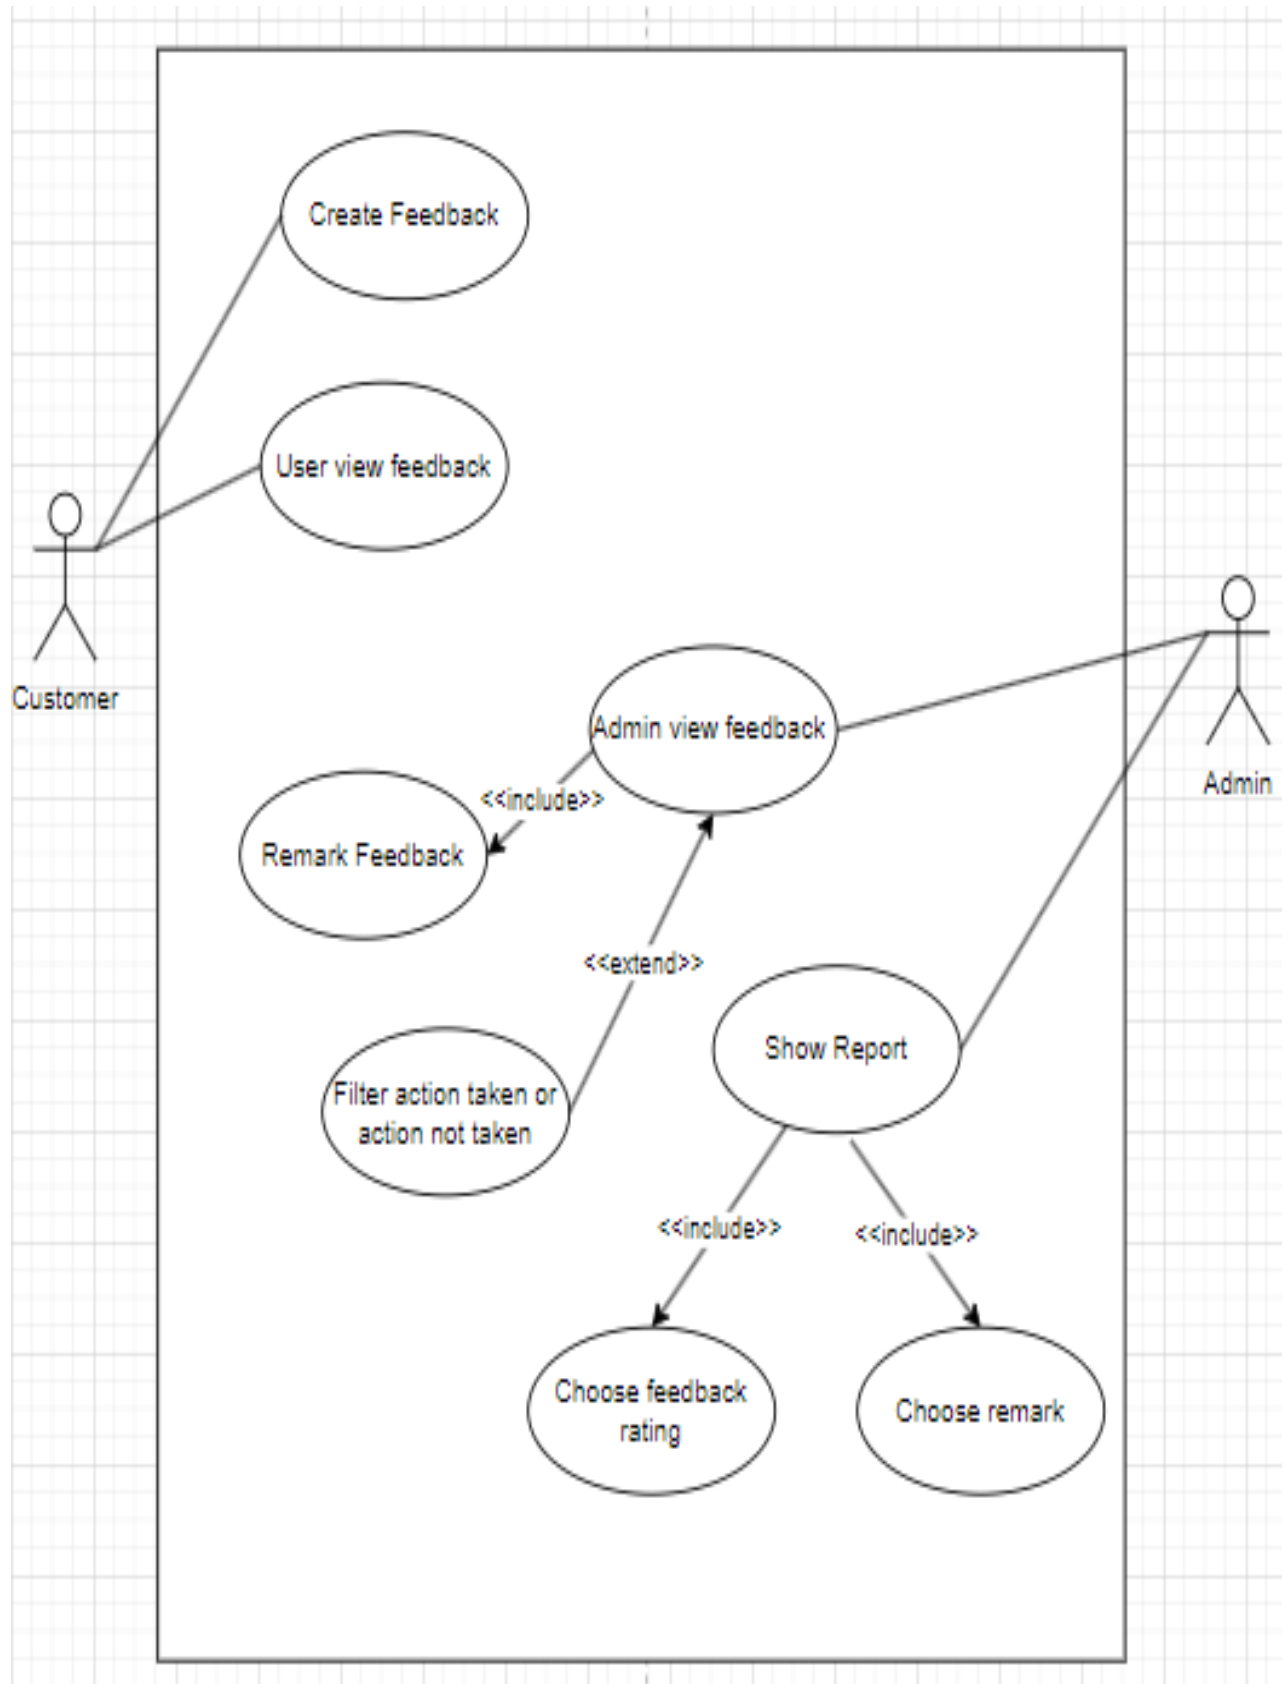 Create Feedback
User view feedback
Customer
Admin view feedback
Admin
<<include>>
Remark Feedback
<<extend>>
Show Report
Filter action taken or
action not taken
<<include>>
<<include>>
Choose feedback
rating
Choose remark